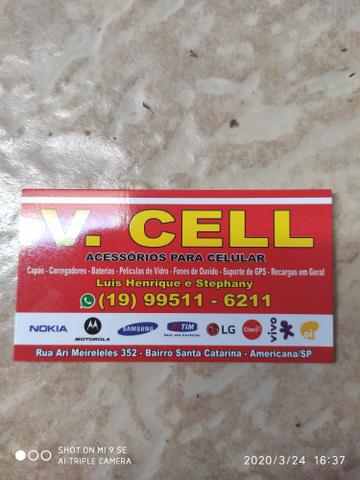 V. CELL
ACESSÓRIOS PARA CELULAR
Capas - Carregadores - Baterias - Películas de Vidro - Fones de Ouvido - Suporte de GPS - Recargas em Geral
Luis Henrique e Stephany
(19) 99511 - 6211
NOKIA MOTOROLA SAMSUNG TIM LG Claro vivo oi
Rua Ari Meireleles 352 - Bairro Santa Catarina - Americana/SP
SHOT ON MI 9 SE
AI TRIPLE CAMERA
2020/3/24 16:37